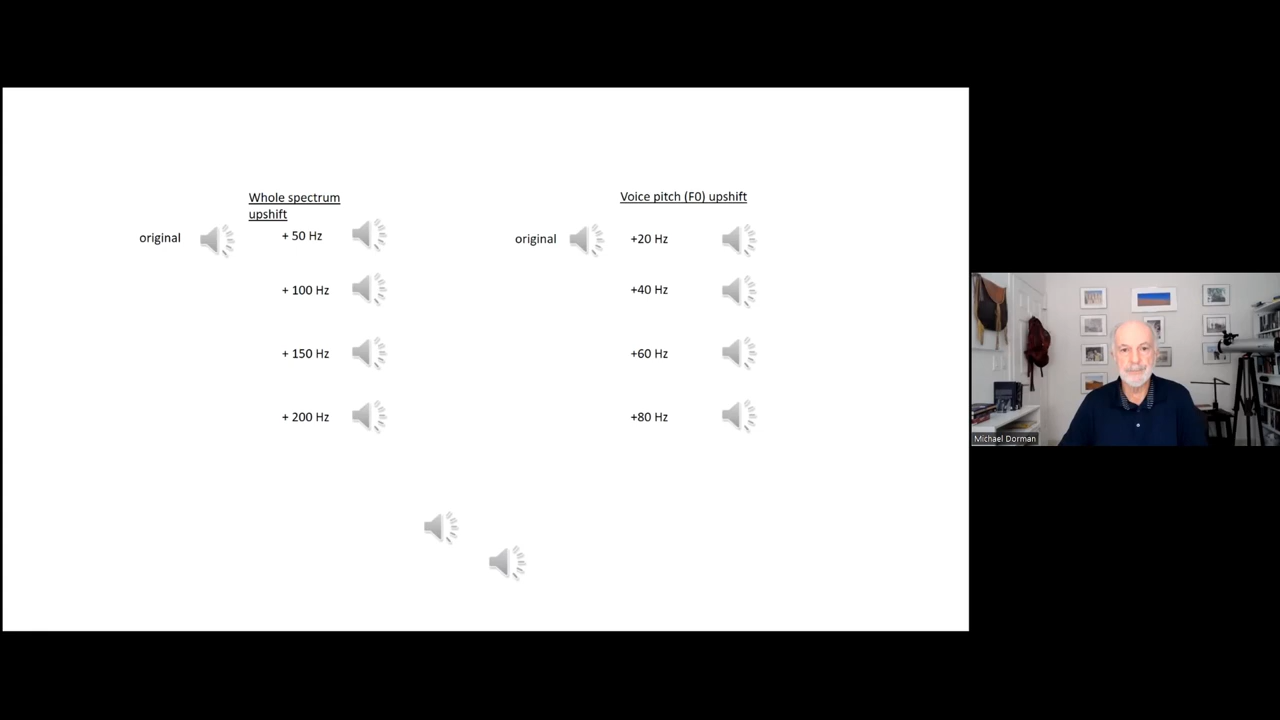 Whole spectrum
upshift
original
+ 50 Hz
+ 100 Hz
+ 150 Hz
+ 200 Hz
Voice pitch (F0) upshift
original
+20 Hz
+40 Hz
+60 Hz
+80 Hz
Michael Dorman